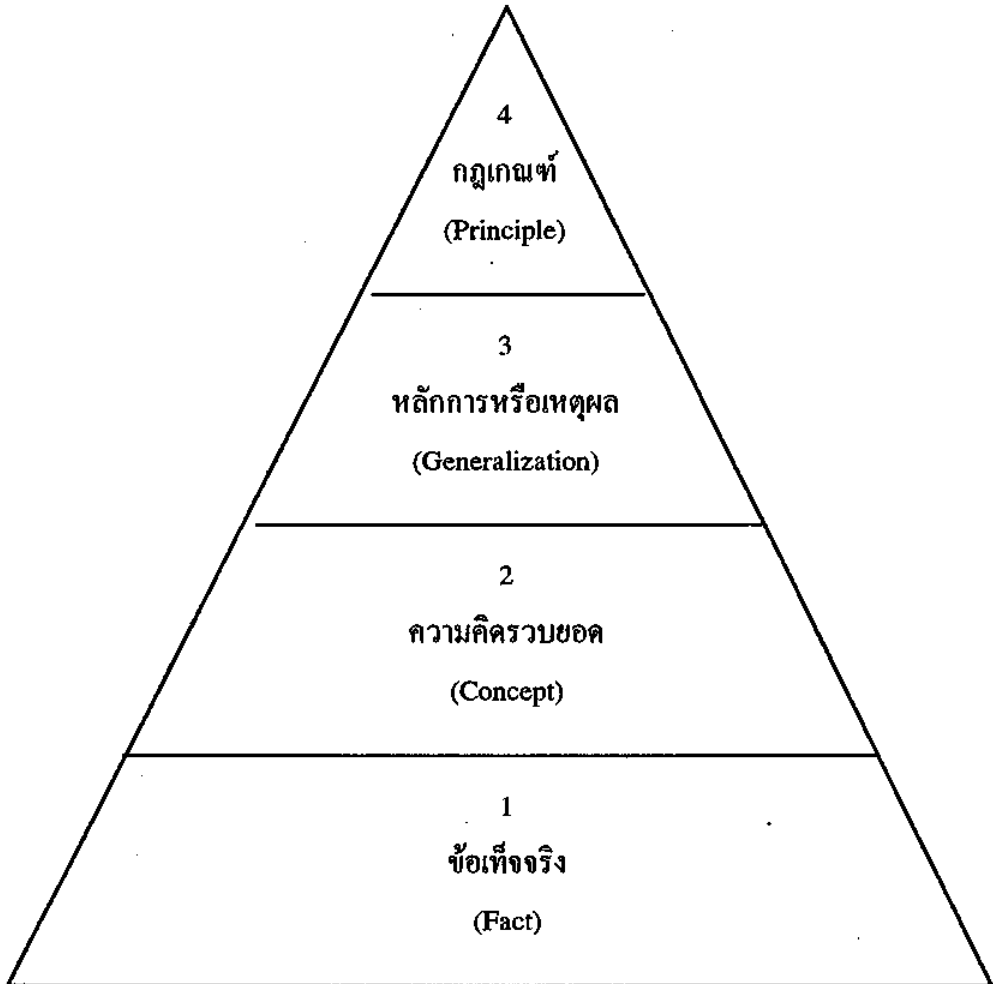 4
กฎเกณฑ์
(Principle)
3
หลักการหรือเหตุผล
(Generalization)
2
ความคิดรวบยอด
(Concept)
1
ข้อเท็จจริง
(Fact)